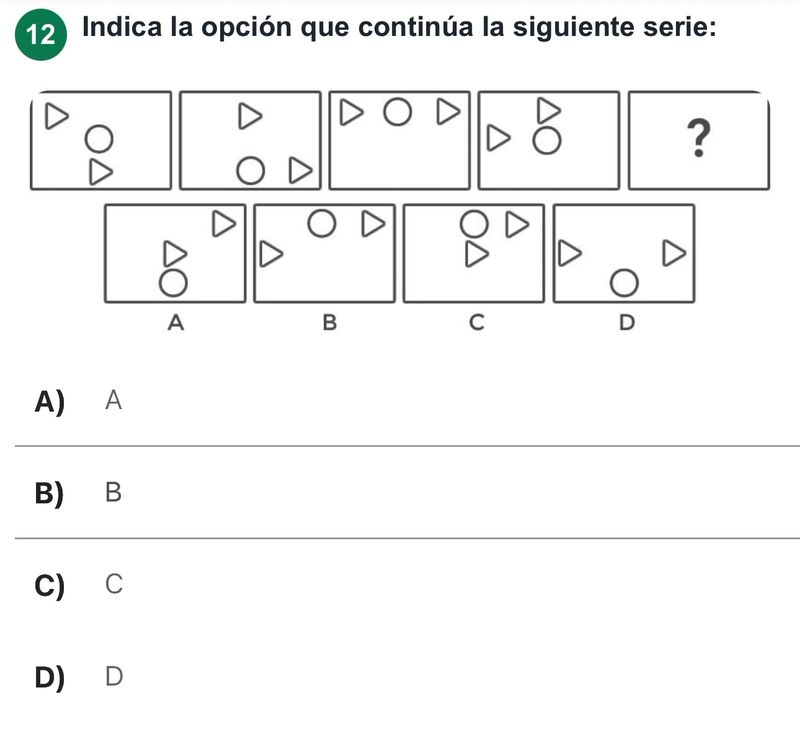 12 Indica la opción que continúa la siguiente serie:
?
A B C D
A) A
B) B
C) C
D) D